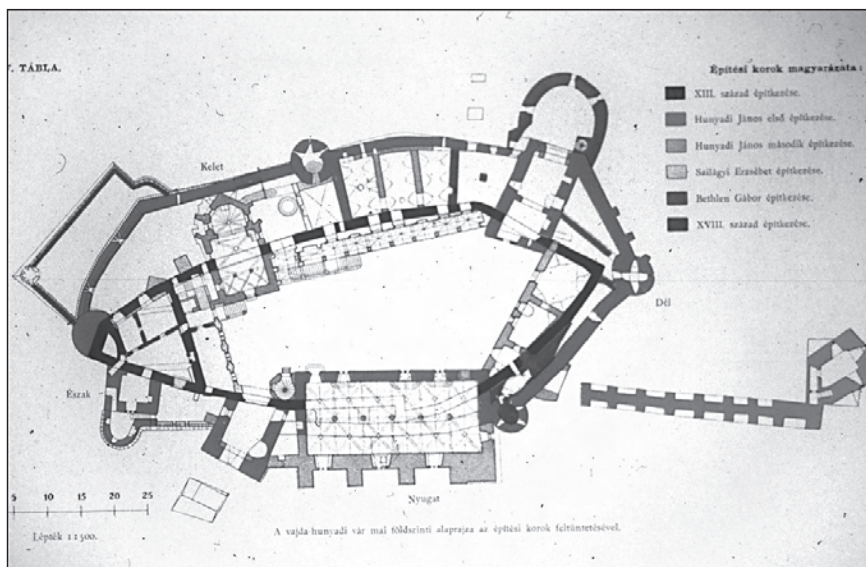 TÁBLA.
Építési korok magyarázata:
XIII. század építkezése.
Hunyadi János első építkezése.
Hunyadi János második építkezése.
Szilágyi Erzsébet építkezése.
Bethlen Gábor építkezése.
XVIII. század építkezése.
Kelet
Dél
Észak
Nyugat
5 10 15 20 25
Lépték 1:500.
A vajda hunyadi vár mai földszinti alaprajza az építési korok feltüntetésével.